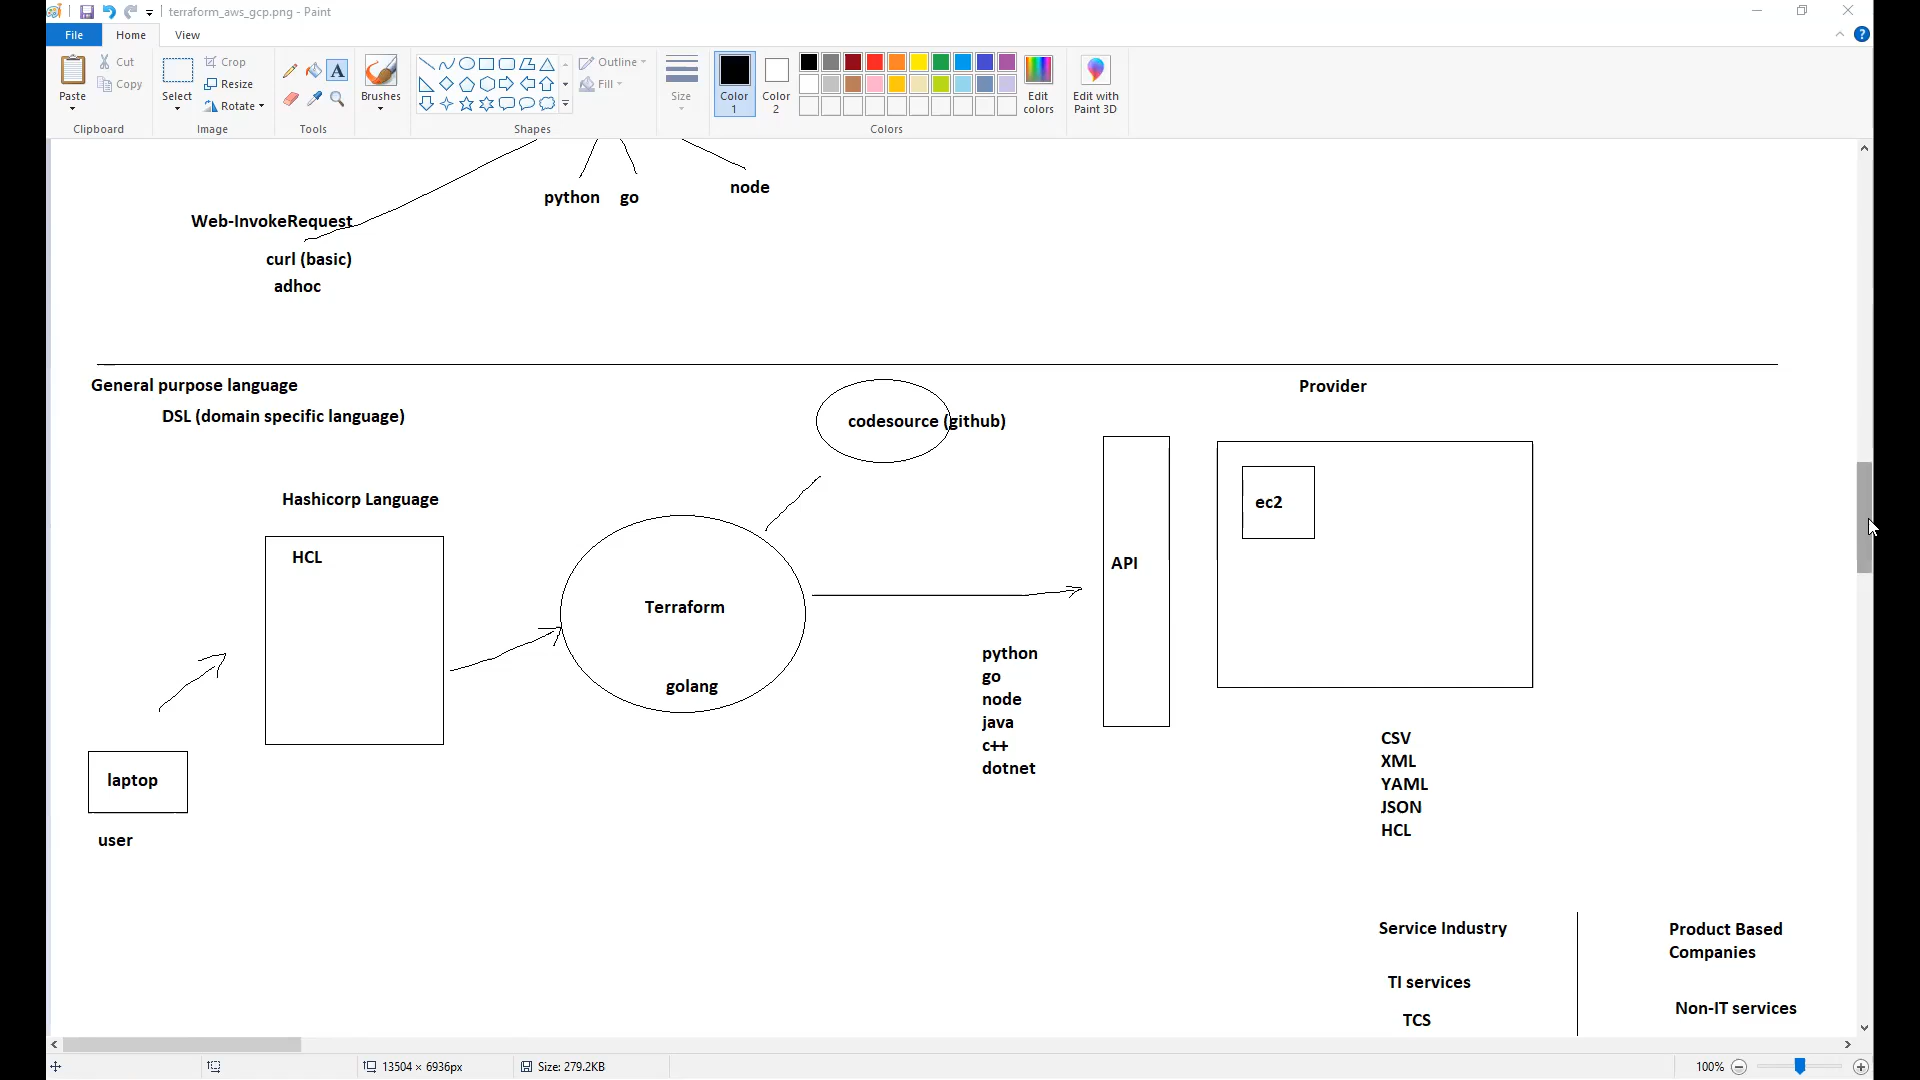 terraform_aws_gcp.png - Paint
File
Home
View
Paste
Cut
Copy
Clipboard
Select
Crop
Resize
Rotate
Image
A
Tools
Brushes
Shapes
Outline
Fill
Size
Color 1
Color 2
Edit colors
Edit with Paint 3D
Colors
?
python
go
node
Web-InvokeRequest
curl (basic)
adhoc
General purpose language
DSL (domain specific language)
codesource (github)
Provider
Hashicorp Language
HCL
Terraform
golang
API
ec2
laptop
user
python
go
node
java
c++
dotnet
CSV
XML
YAML
JSON
HCL
Service Industry
Product Based
Companies
TI services
Non-IT services
TCS
13504 × 6936px
Size: 279.2KB
100%